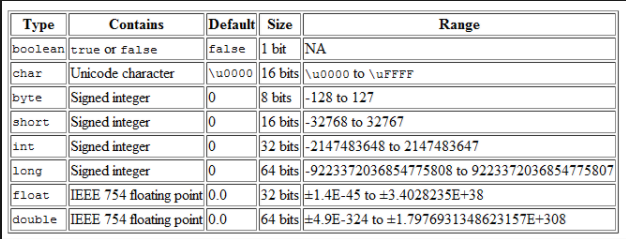 Type Contains Default Size Range
boolean true or false false 1 bit NA
char Unicode character \u0000 16 bits \u0000 to \uFFFF
byte Signed integer 0 8 bits -128 to 127
short Signed integer 0 16 bits -32768 to 32767
int Signed integer 0 32 bits -2147483648 to 2147483647
long Signed integer 0 64 bits -9223372036854775808 to 9223372036854775807
float IEEE 754 floating point 0.0 32 bits ±1.4E-45 to ±3.4028235E+38
double IEEE 754 floating point 0.0 64 bits ±4.9E-324 to ±1.7976931348623157E+308